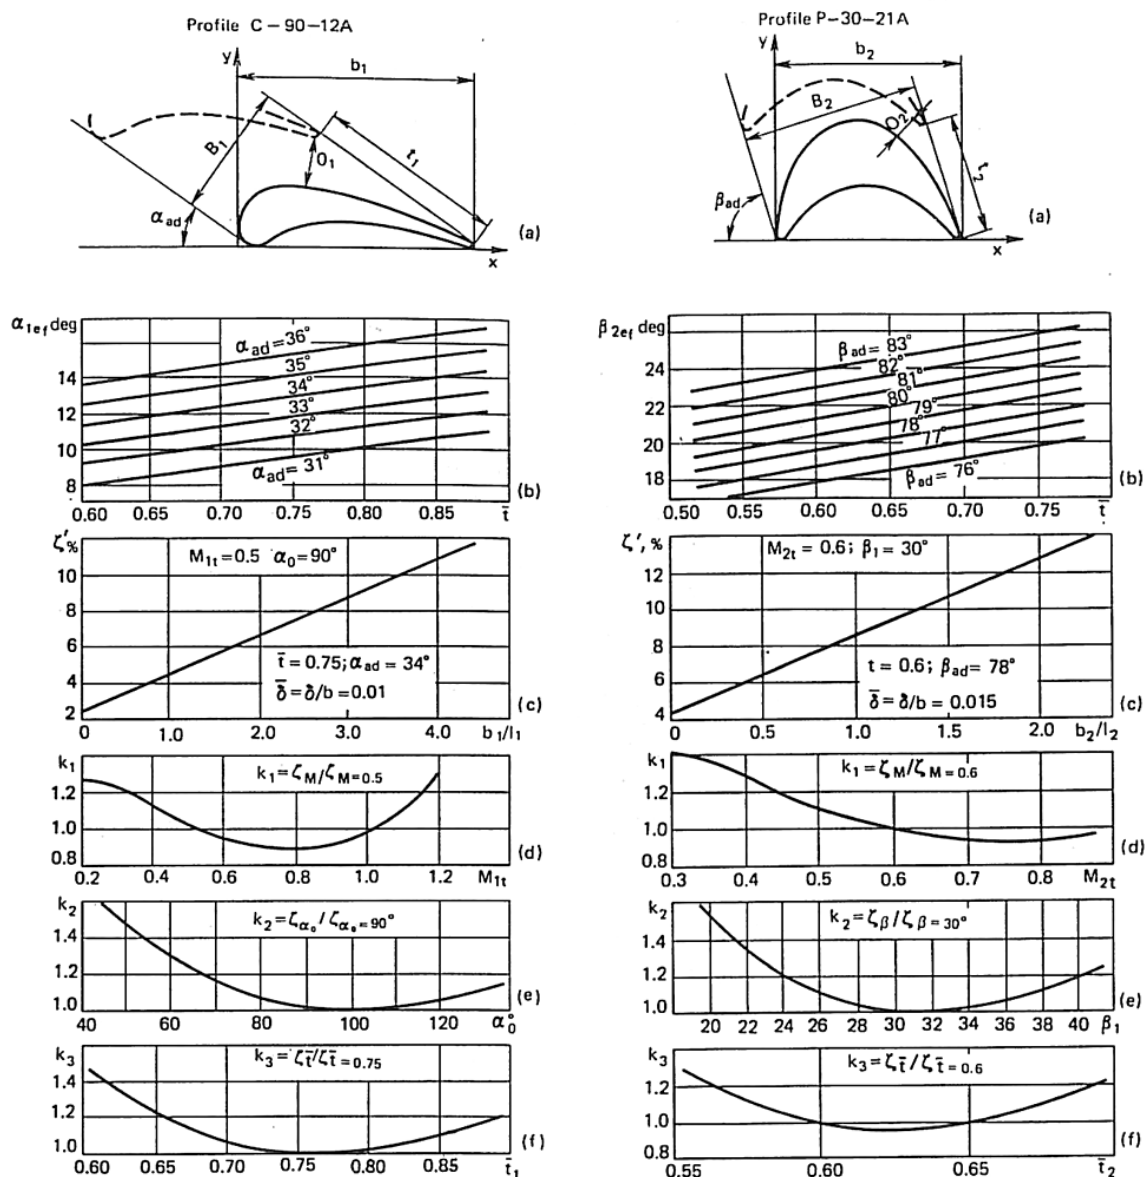 Profile C-90-12A
y
b₁
B₁
O₁
t₁
α ad
(a)
x
α₁ef deg
α ad = 36°
35°
34°
33°
32°
α ad = 31°
14
12
10
8
(b)
0.60 0.65 0.70 0.75 0.80 0.85 t̄
ζ'%
M₁t = 0.5 α₀ = 90°
10
8
6
4
2
t̄ = 0.75; α ad = 34°
δ̄ = δ/b = 0.01
(c)
0 1.0 2.0 3.0 4.0 b₁/l₁
k₁
k₁ = ζM/ζM=0.5
1.2
1.0
0.8
(d)
0.2 0.4 0.6 0.8 1.0 1.2 M₁t
k₂
k₂ = ζα₀/ζα₀=90°
1.4
1.2
1.0
(e)
40 60 80 100 120 α₀°
k₃
k₃ = ζt̄/ζt̄=0.75
1.4
1.2
1.0
(f)
0.60 0.65 0.70 0.75 0.80 0.85 t̄₁
Profile P-30-21A
y
b₂
B₂
O₂
t₂
β ad
(a)
x
β₂ef deg
β ad = 83°
82°
81°
80°
79°
78°
77°
β ad = 76°
24
22
20
18
(b)
0.50 0.55 0.60 0.65 0.70 0.75 t̄
ζ', %
M₂t = 0.6; β₁ = 30°
12
10
8
6
4
t = 0.6; β ad = 78°
δ̄ = δ/b = 0.015
(c)
0 0.5 1.0 1.5 2.0 b₂/l₂
k₁
k₁ = ζM/ζM=0.6
1.2
1.0
0.8
(d)
0.3 0.4 0.5 0.6 0.7 0.8 M₂t
k₂
k₂ = ζβ/ζβ=30°
1.4
1.2
1.0
(e)
20 22 24 26 28 30 32 34 36 38 40 β₁
k₃
k₃ = ζt̄/ζt̄=0.6
1.2
1.0
0.8
(f)
0.55 0.60 0.65 t̄₂